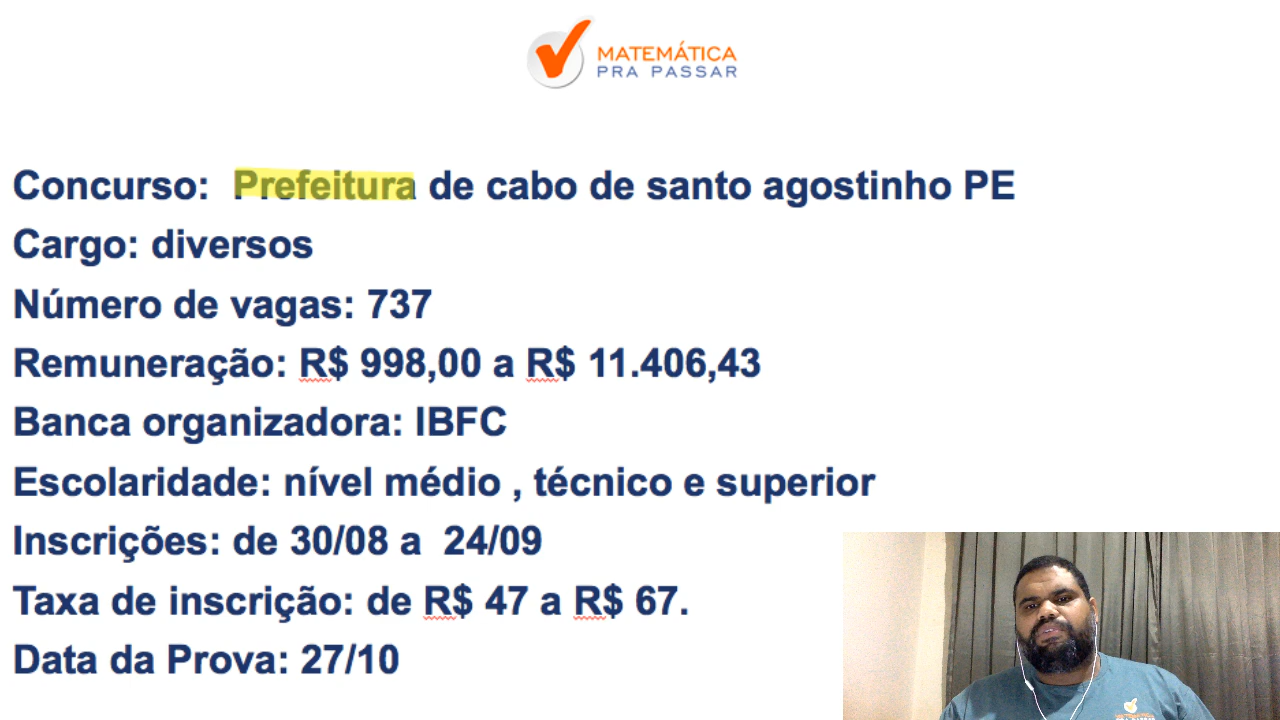 MATEMÁTICA
PRA PASSAR
Concurso: Prefeitura de cabo de santo agostinho PE
Cargo: diversos
Número de vagas: 737
Remuneração: R$ 998,00 a R$ 11.406,43
Banca organizadora: IBFC
Escolaridade: nível médio , técnico e superior
Inscrições: de 30/08 a 24/09
Taxa de inscrição: de R$ 47 a R$ 67.
Data da Prova: 27/10